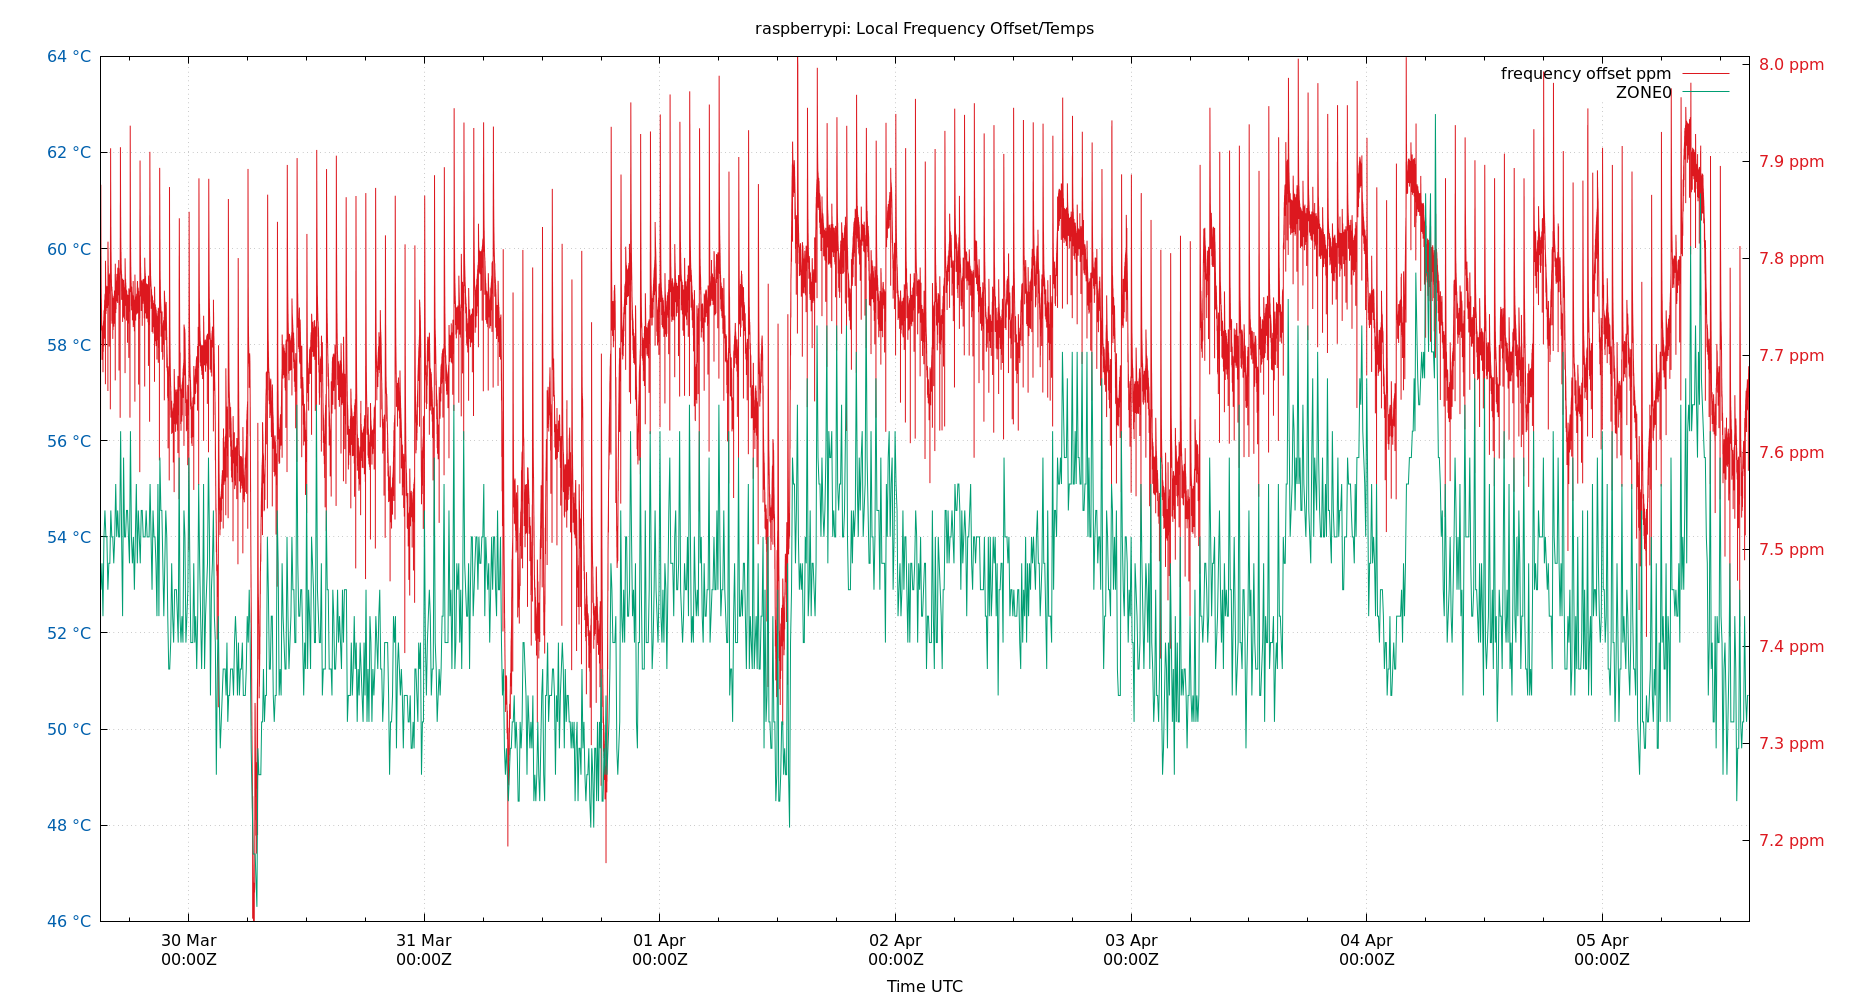 raspberrypi: Local Frequency Offset/Temps
64 °C
62 °C
60 °C
58 °C
56 °C
54 °C
52 °C
50 °C
48 °C
46 °C
8.0 ppm
7.9 ppm
7.8 ppm
7.7 ppm
7.6 ppm
7.5 ppm
7.4 ppm
7.3 ppm
7.2 ppm
frequency offset ppm
ZONE0
30 Mar
00:00Z
31 Mar
00:00Z
01 Apr
00:00Z
02 Apr
00:00Z
03 Apr
00:00Z
04 Apr
00:00Z
05 Apr
00:00Z
Time UTC